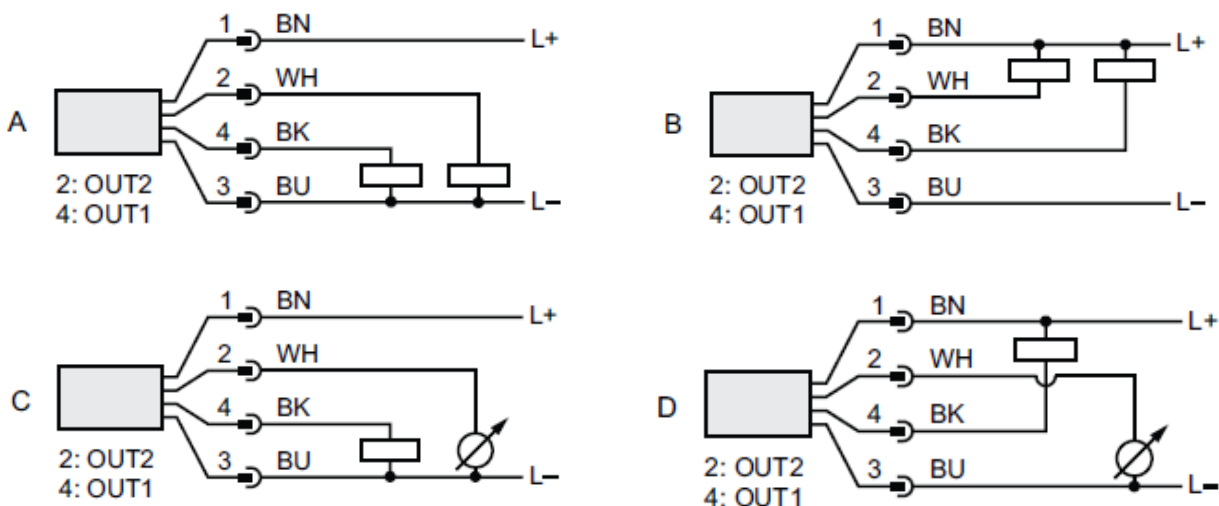 1 BN L+
2 WH
A
4 BK
3 BU L−
2: OUT2
4: OUT1
1 BN L+
2 WH
B
4 BK
3 BU L−
2: OUT2
4: OUT1
1 BN L+
2 WH
C
4 BK
3 BU L−
2: OUT2
4: OUT1
1 BN L+
2 WH
D
4 BK
3 BU L−
2: OUT2
4: OUT1